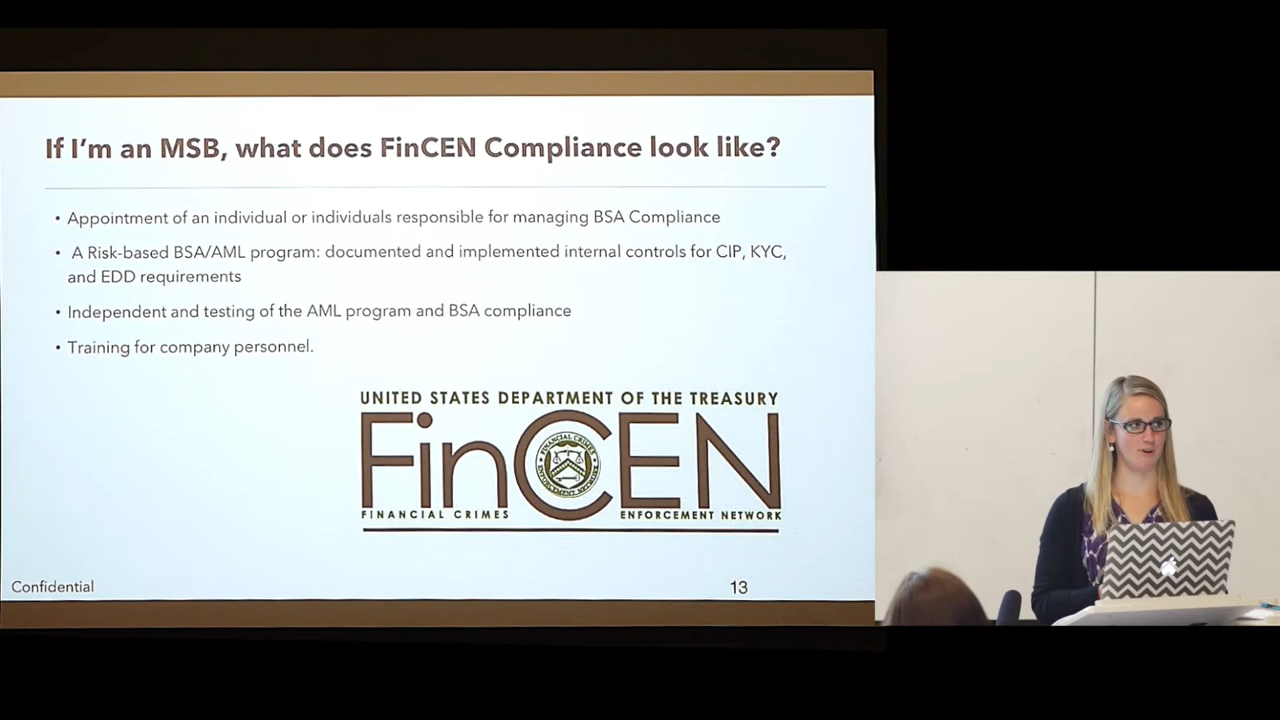 If I'm an MSB, what does FinCEN Compliance look like?
• Appointment of an individual or individuals responsible for managing BSA Compliance
• A Risk-based BSA/AML program: documented and implemented internal controls for CIP, KYC,
and EDD requirements
• Independent and testing of the AML program and BSA compliance
• Training for company personnel.
UNITED STATES DEPARTMENT OF THE TREASURY
FinCEN
FINANCIAL CRIMES
ENFORCEMENT NETWORK
Confidential
13